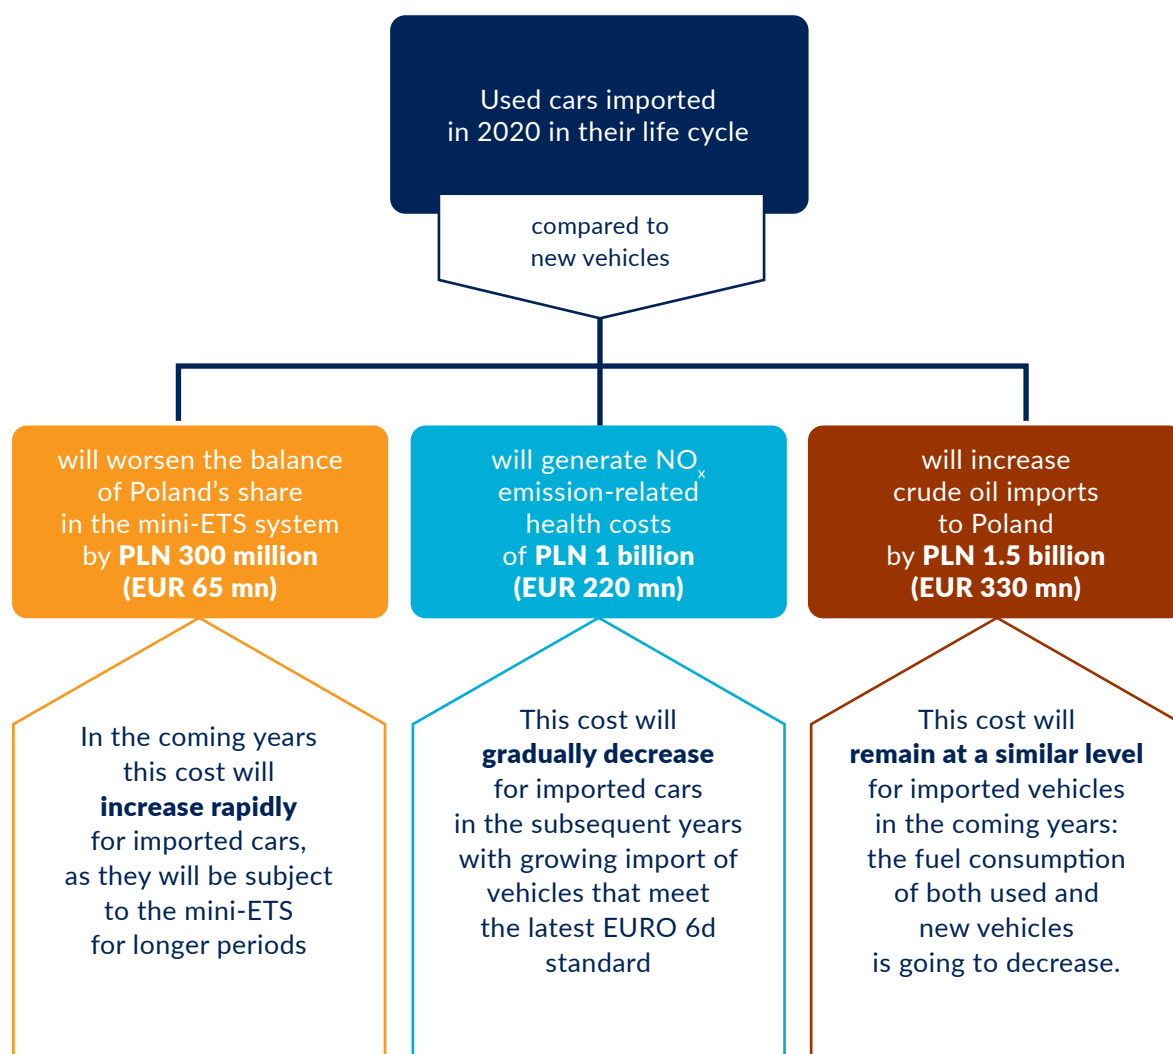 Used cars imported
in 2020 in their life cycle
compared to
new vehicles
will worsen the balance
of Poland's share
in the mini-ETS system
by PLN 300 million
(EUR 65 mn)
will generate NOx
emission-related
health costs
of PLN 1 billion
(EUR 220 mn)
will increase
crude oil imports
to Poland
by PLN 1.5 billion
(EUR 330 mn)
In the coming years
this cost will
increase rapidly
for imported cars,
as they will be subject
to the mini-ETS
for longer periods
This cost will
gradually decrease
for imported cars
in the subsequent years
with growing import of
vehicles that meet
the latest EURO 6d
standard
This cost will
remain at a similar level
for imported vehicles
in the coming years:
the fuel consumption
of both used and
new vehicles
is going to decrease.